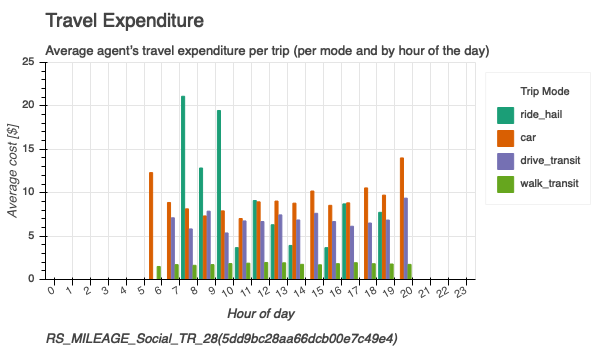 Travel Expenditure
Average agent's travel expenditure per trip (per mode and by hour of the day)
25
20
15
10
5
0
Average cost [$]
0 1 2 3 4 5 6 7 8 9 10 11 12 13 14 15 16 17 18 19 20 21 22 23
Hour of day
Trip Mode
ride_hail
car
drive_transit
walk_transit
RS_MILEAGE_Social_TR_28(5dd9bc28aa66dcb00e7c49e4)